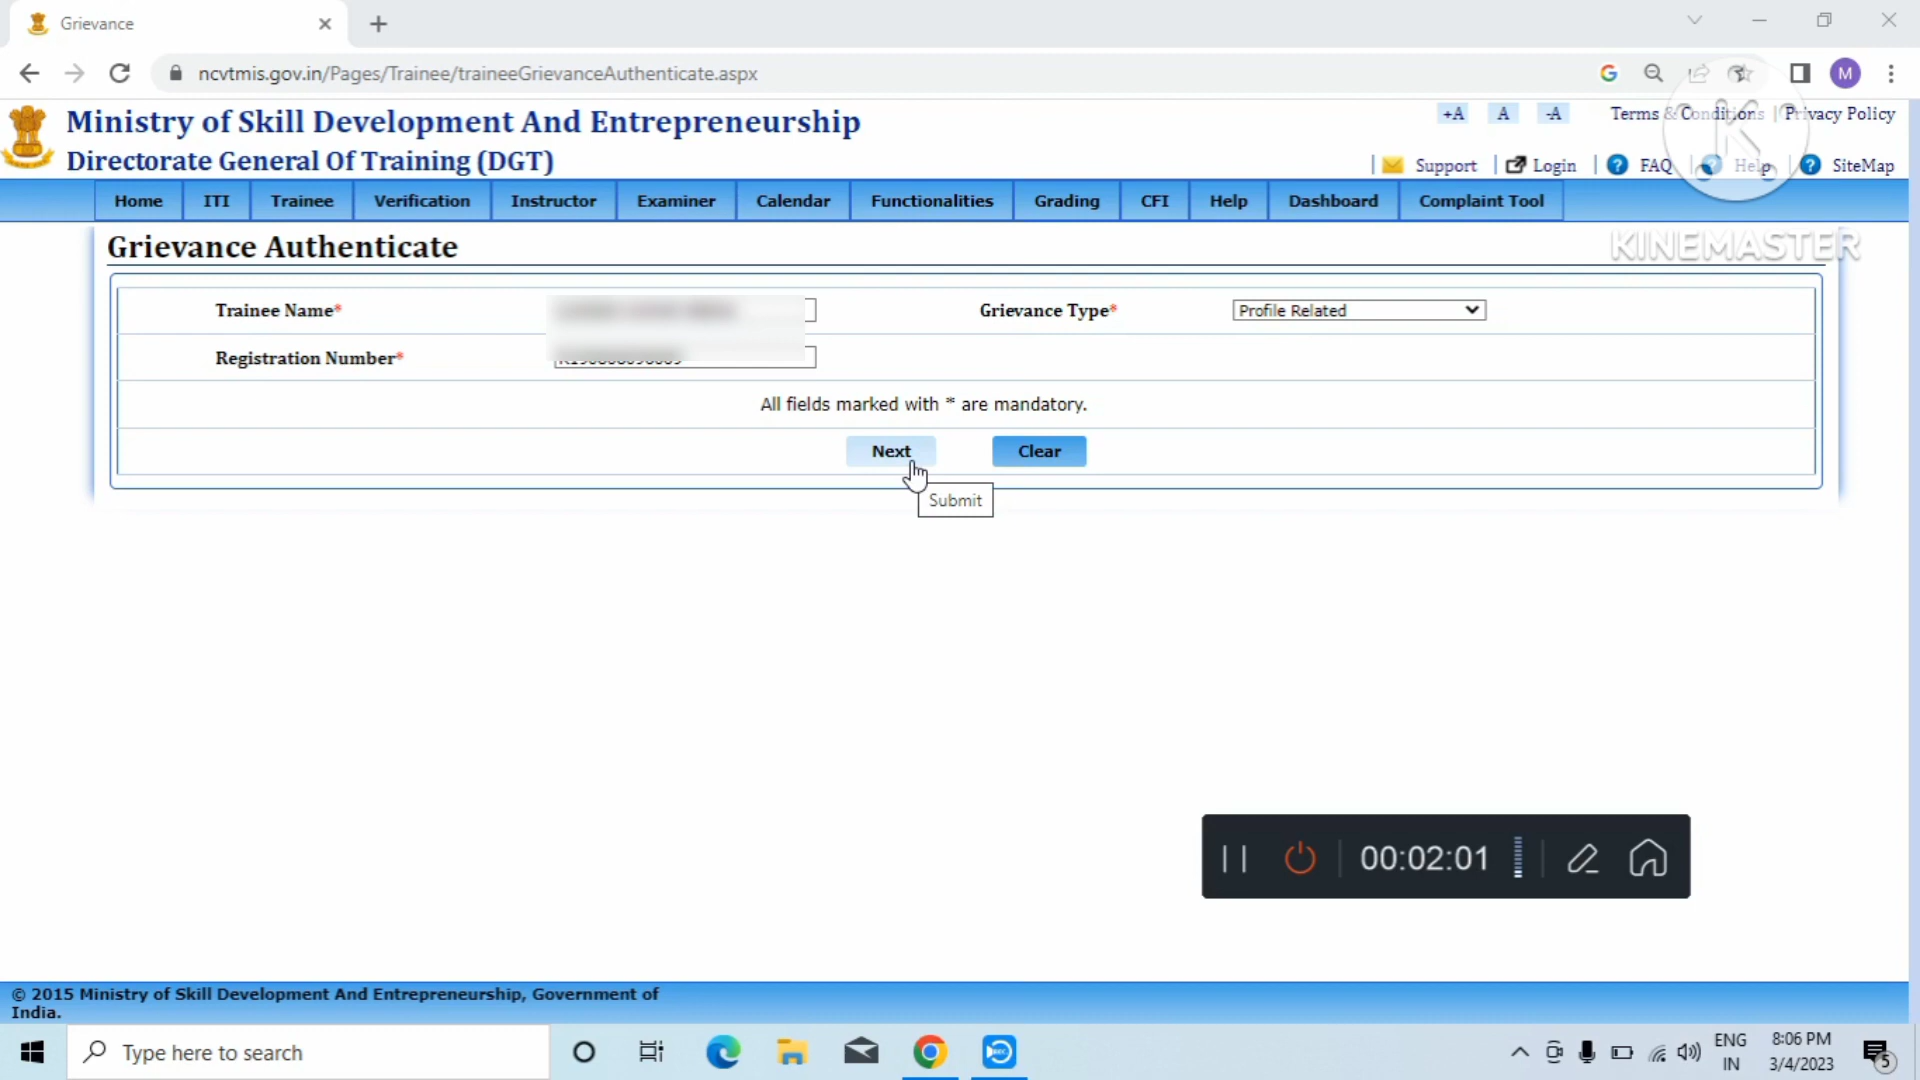 Grievance
ncvtmis.gov.in/Pages/Trainee/traineeGrievanceAuthenticate.aspx
M
Ministry of Skill Development And Entrepreneurship
+A A -A Terms & Conditions | Privacy Policy
Directorate General Of Training (DGT)
| Support | Login | ? FAQ | ? Help | ? SiteMap
K
KINEMASTER
Home ITI Trainee Verification Instructor Examiner Calendar Functionalities Grading CFI Help Dashboard Complaint Tool
Grievance Authenticate
Trainee Name* Grievance Type* Profile Related
Registration Number*
All fields marked with * are mandatory.
Next Clear
Submit
00:02:01
© 2015 Ministry of Skill Development And Entrepreneurship, Government of
India.
Type here to search
ENG
IN
8:06 PM
3/4/2023
5